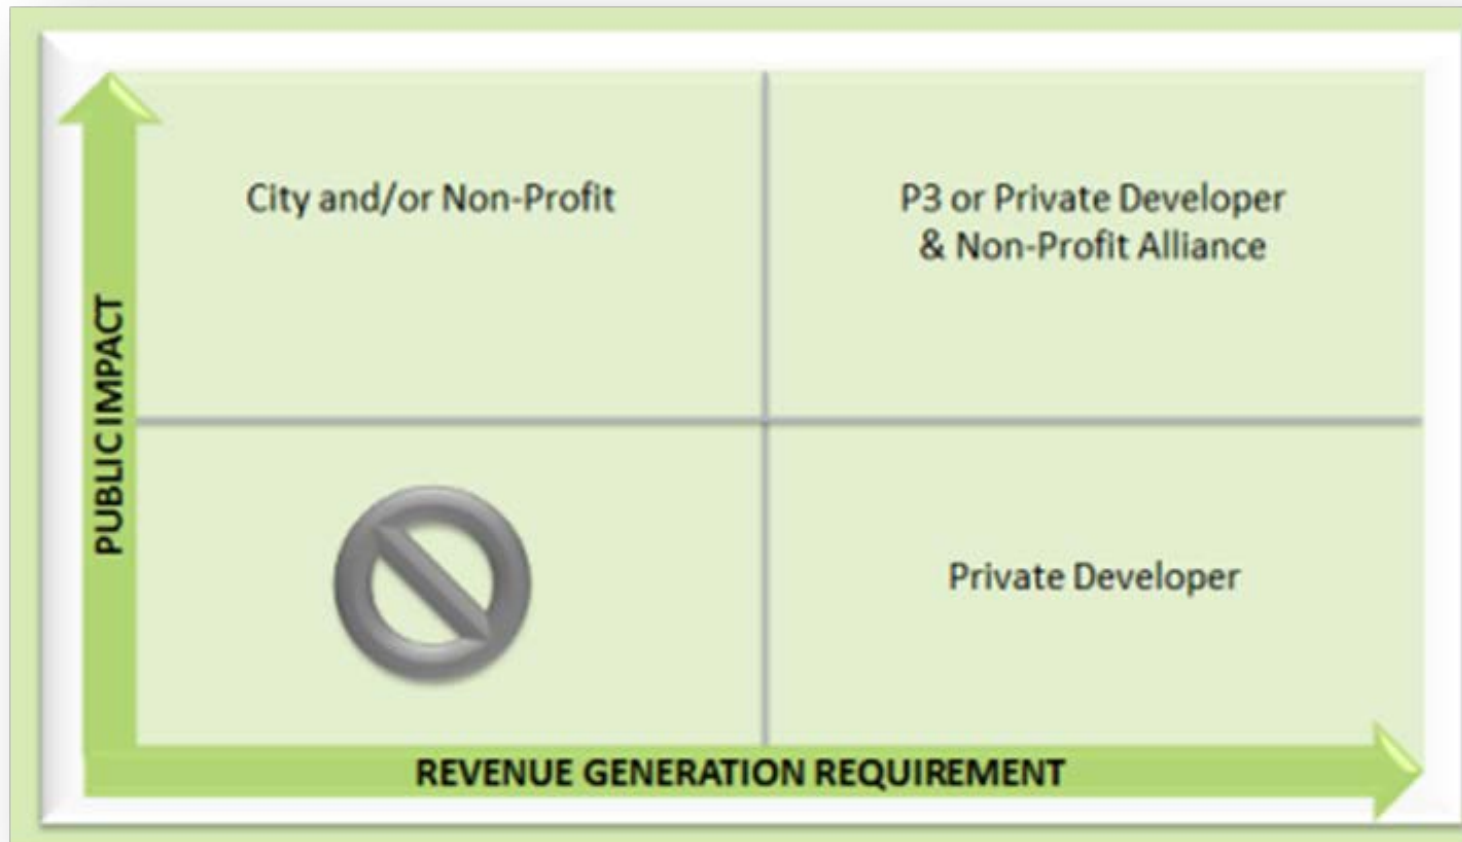 City and/or Non-Profit
P3 or Private Developer
& Non-Profit Alliance
PUBLIC IMPACT
Private Developer
REVENUE GENERATION REQUIREMENT